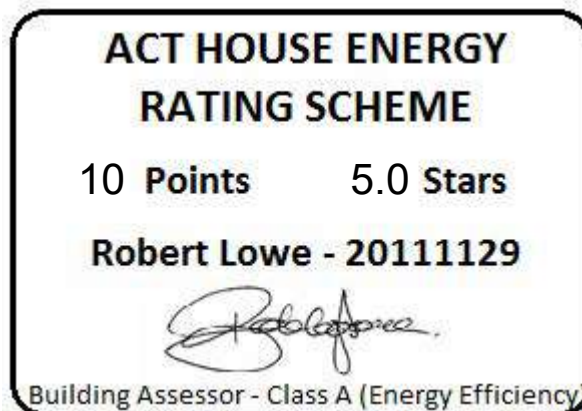 ACT HOUSE ENERGY
RATING SCHEME
10 Points 5.0 Stars
Robert Lowe - 20111129
Building Assessor - Class A (Energy Efficiency)